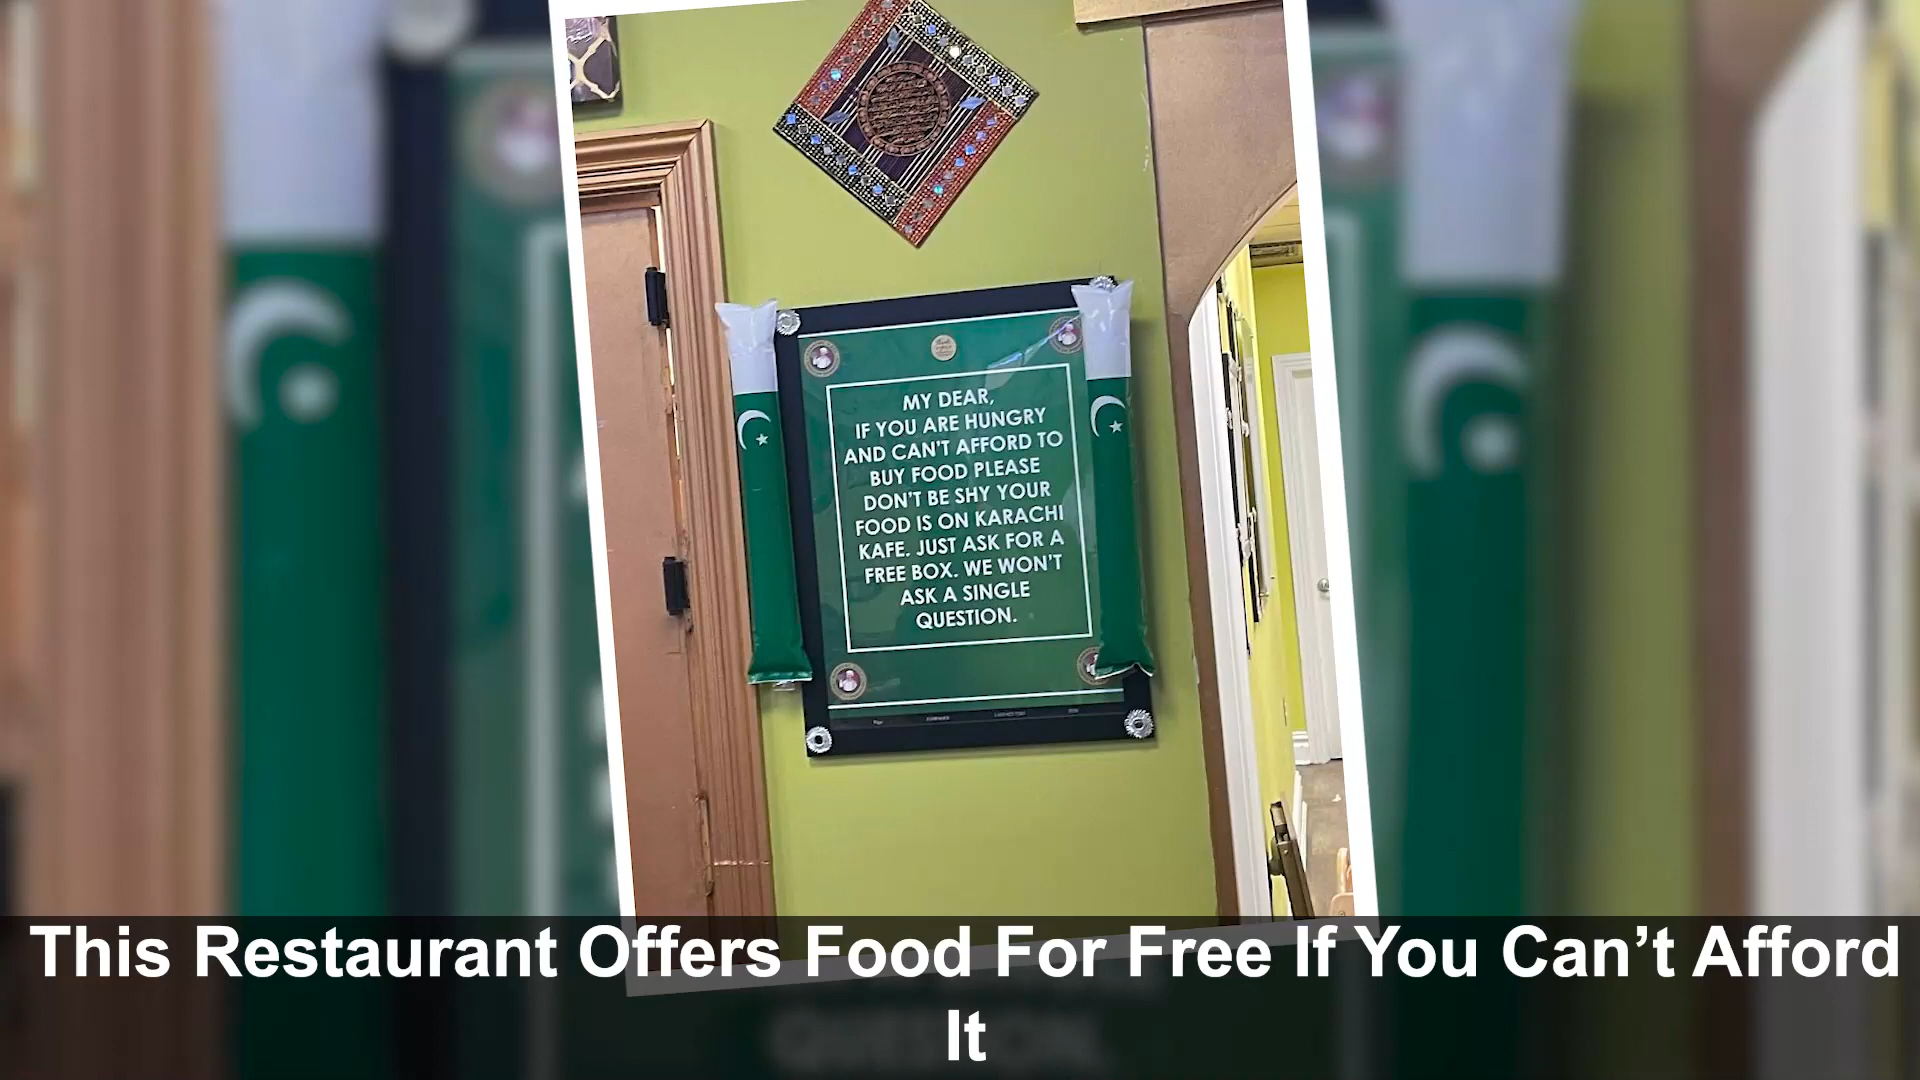 MY DEAR,
IF YOU ARE HUNGRY
AND CAN'T AFFORD TO
BUY FOOD PLEASE
DON'T BE SHY YOUR
FOOD IS ON KARACHI
KAFE. JUST ASK FOR A
FREE BOX. WE WON'T
ASK A SINGLE
QUESTION.
This Restaurant Offers Food For Free If You Can’t Afford
It